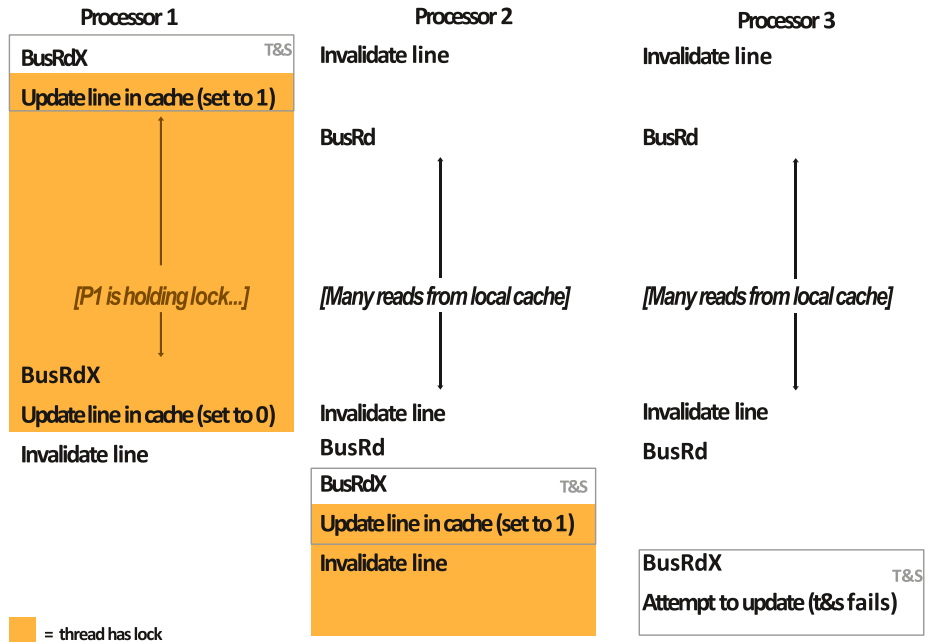 Processor 1
BusRdX
T&S
Update line in cache (set to 1)
[P1 is holding lock...]
BusRdX
Update line in cache (set to 0)
Invalidate line
Processor 2
Invalidate line
BusRd
[Many reads from local cache]
Invalidate line
BusRd
BusRdX
T&S
Update line in cache (set to 1)
Invalidate line
Processor 3
Invalidate line
BusRd
[Many reads from local cache]
Invalidate line
BusRd
BusRdX
T&S
Attempt to update (t&s fails)
= thread has lock